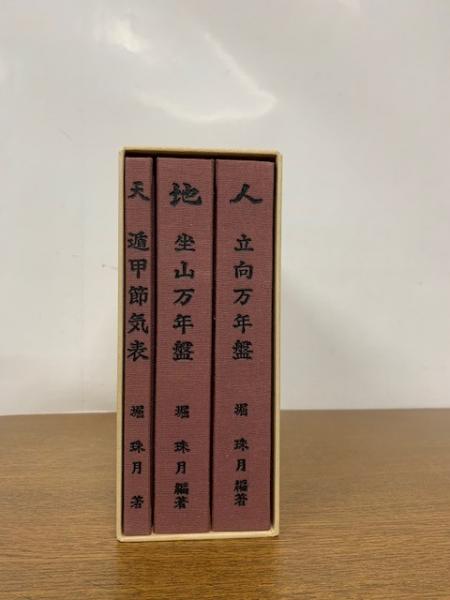 天 遁甲節気表 堀 珠月 著
地 坐山万年盤 堀 珠月 編著
人 立向万年盤 堀 珠月 編著